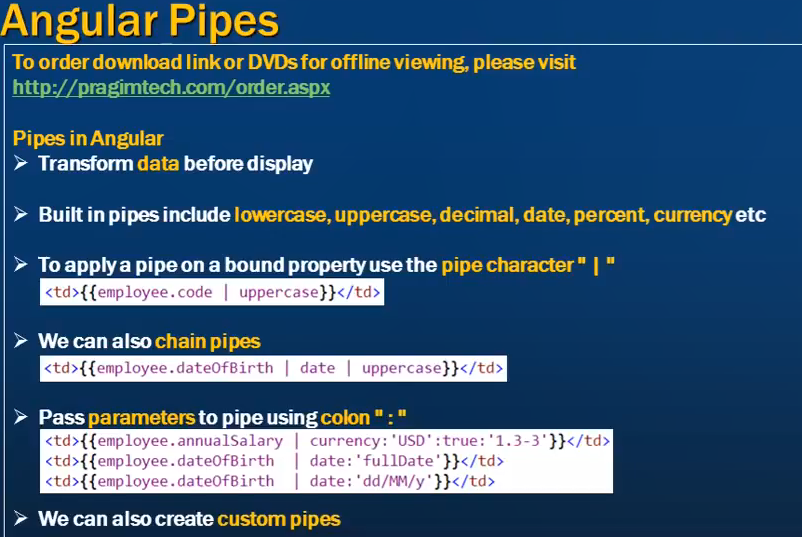 Angular Pipes
To order download link or DVDs for offline viewing, please visit
http://pragimtech.com/order.aspx
Pipes in Angular
➢ Transform data before display
➢ Built in pipes include lowercase, uppercase, decimal, date, percent, currency etc
➢ To apply a pipe on a bound property use the pipe character " | "
<td>{{employee.code | uppercase}}</td>
➢ We can also chain pipes
<td>{{employee.dateOfBirth | date | uppercase}}</td>
➢ Pass parameters to pipe using colon " : "
<td>{{employee.annualSalary | currency:'USD':true:'1.3-3'}}</td>
<td>{{employee.dateOfBirth | date:'fullDate'}}</td>
<td>{{employee.dateOfBirth | date:'dd/MM/y'}}</td>
➢ We can also create custom pipes